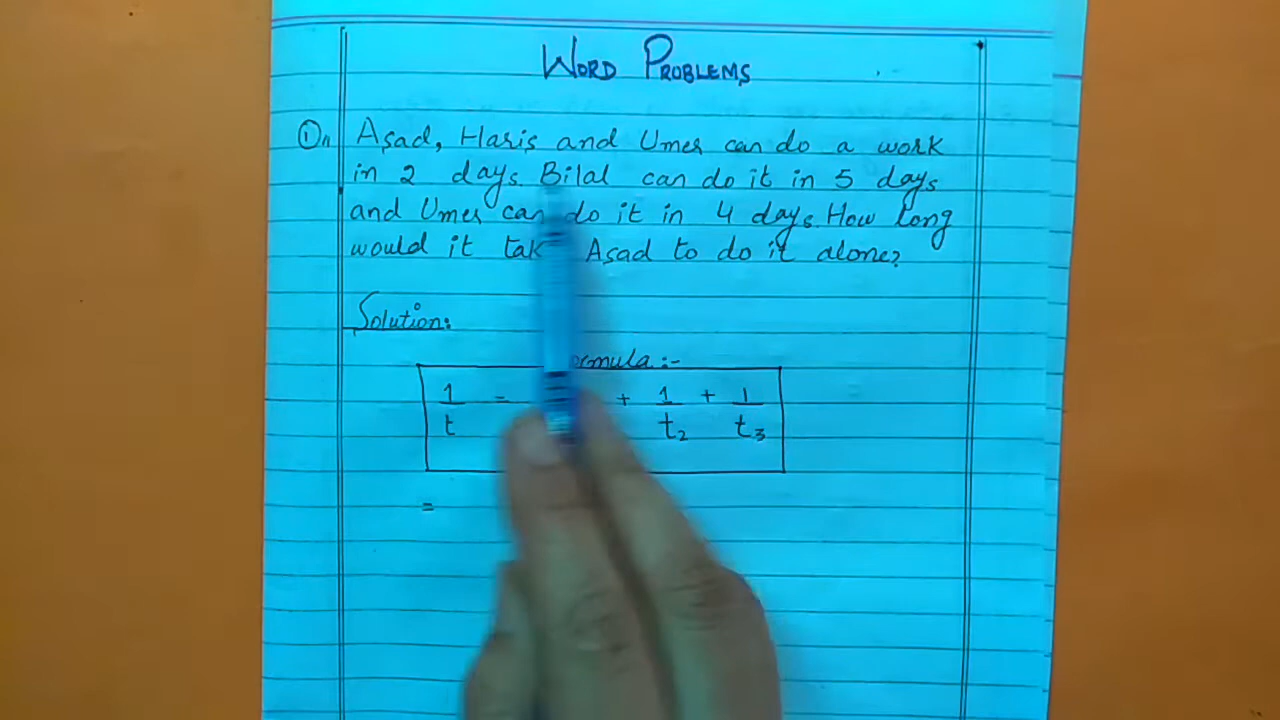 WORD PROBLEMS
① Asad, Haris and Umer can do a work
in 2 days. Bilal can do it in 5 days
and Umer can do it in 4 days. How long
would it Asad to do it alone?
Solution:
1/t = + 1/t₂ + 1/t₃
=